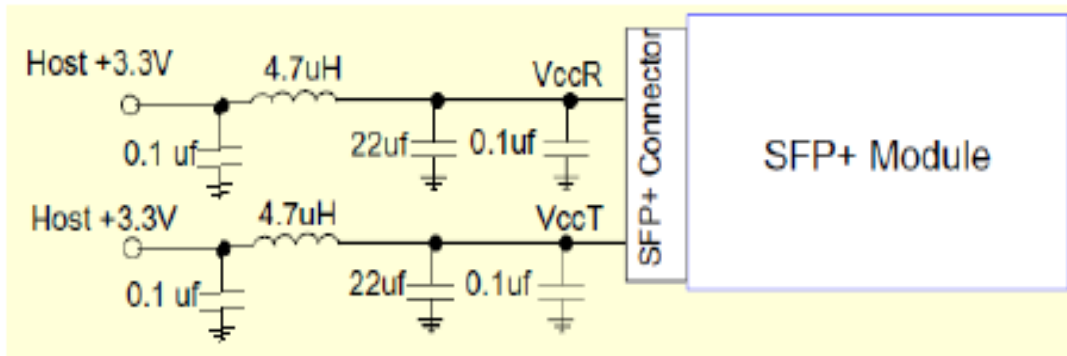 Host +3.3V
4.7uH
VccR
0.1 uf
22uf
0.1uf
Host +3.3V
4.7uH
VccT
0.1 uf
22uf
0.1uf
SFP+ Connector
SFP+ Module